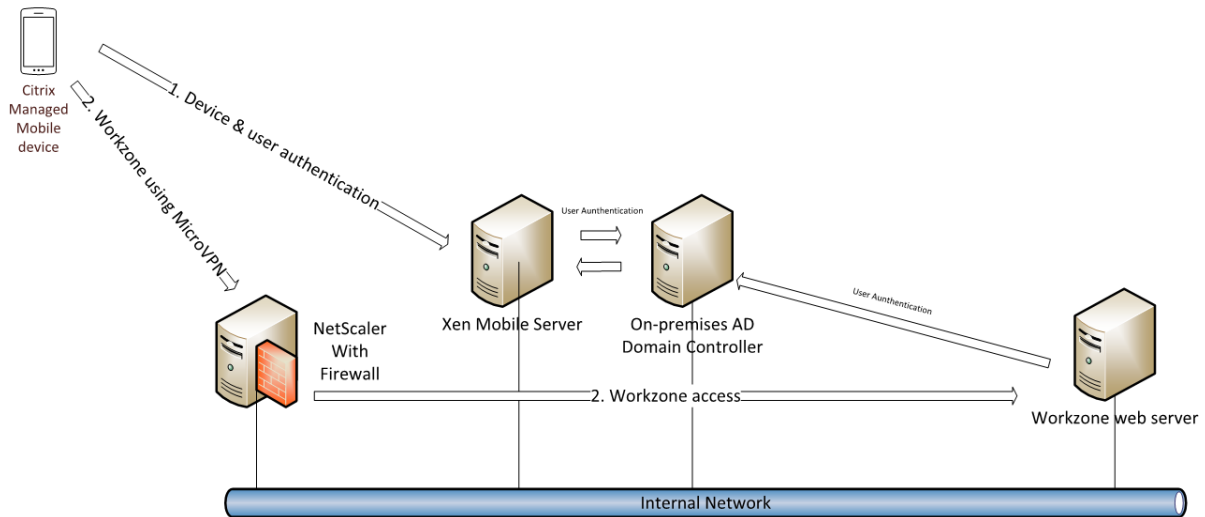 Citrix
Managed
Mobile
device
1. Device & user authentication
2. Workzone using MicroVPN
User Aunthentication
Xen Mobile Server
On-premises AD
Domain Controller
User Aunthentication
NetScaler
With
Firewall
2. Workzone access
Workzone web server
Internal Network